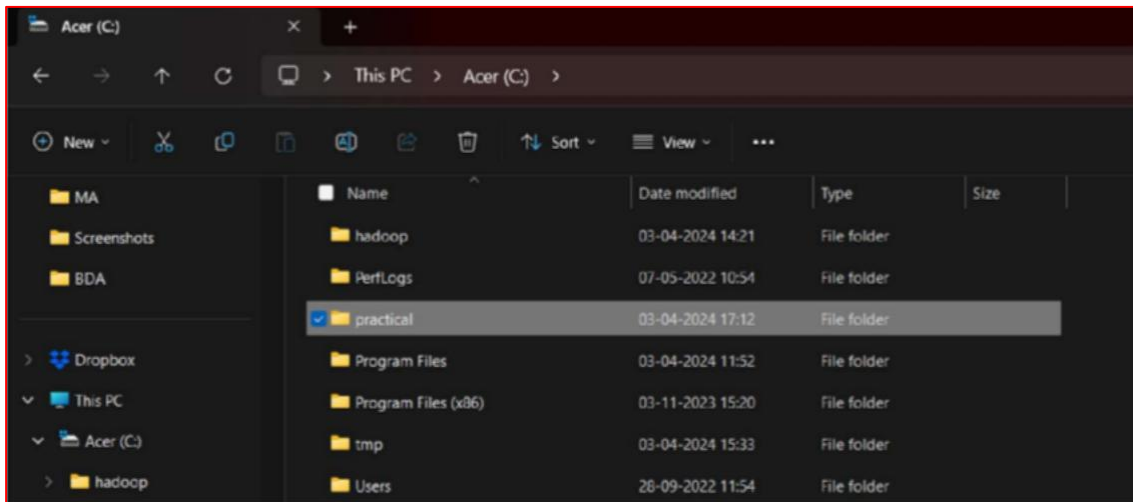 Acer (C:)
This PC > Acer (C:) >
New Sort View
Name Date modified Type Size
MA
Screenshots
BDA
Dropbox
This PC
Acer (C:)
hadoop
hadoop 03-04-2024 14:21 File folder
PerfLogs 07-05-2022 10:54 File folder
practical 03-04-2024 17:12 File folder
Program Files 03-04-2024 11:52 File folder
Program Files (x86) 03-11-2023 15:20 File folder
tmp 03-04-2024 15:33 File folder
Users 28-09-2022 11:54 File folder